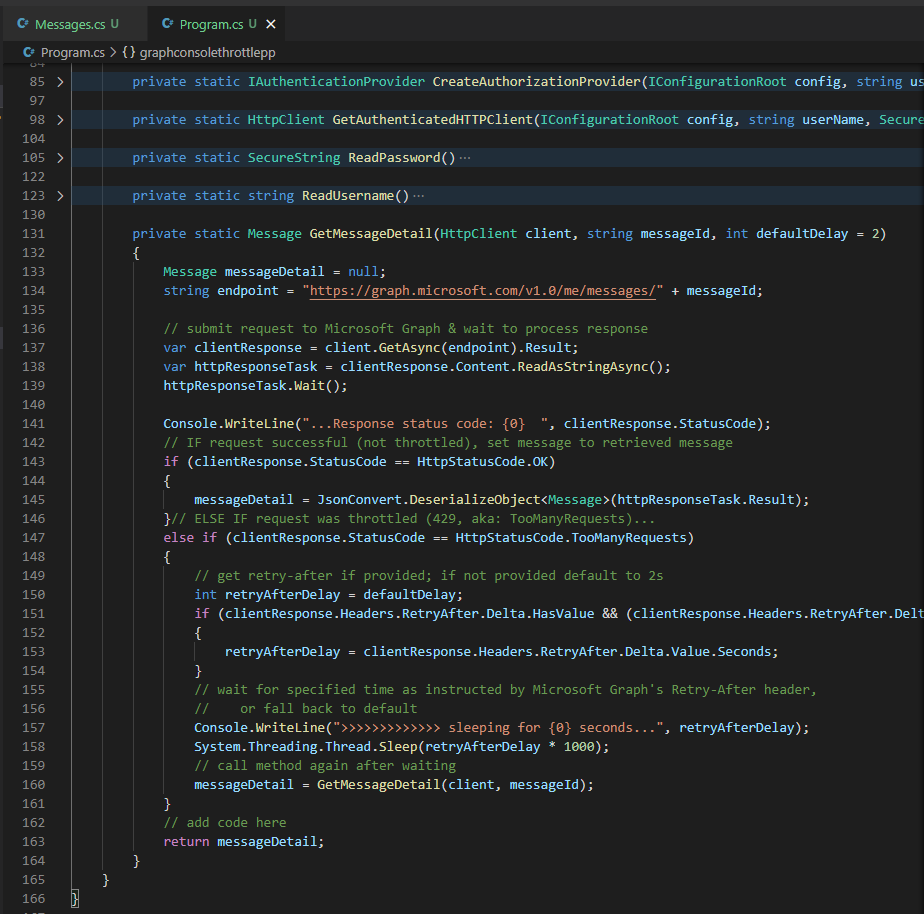 Messages.cs U
Program.cs U ×
Program.cs > {} graphconsolethrottlepp
84
85 > private static IAuthenticationProvider CreateAuthorizationProvider(IConfigurationRoot config, string us
97
98 > private static HttpClient GetAuthenticatedHTTPClient(IConfigurationRoot config, string userName, Secure
104
105 > private static SecureString ReadPassword()···
122
123 > private static string ReadUsername()···
130
131 private static Message GetMessageDetail(HttpClient client, string messageId, int defaultDelay = 2)
132 {
133 Message messageDetail = null;
134 string endpoint = "https://graph.microsoft.com/v1.0/me/messages/" + messageId;
135
136 // submit request to Microsoft Graph & wait to process response
137 var clientResponse = client.GetAsync(endpoint).Result;
138 var httpResponseTask = clientResponse.Content.ReadAsStringAsync();
139 httpResponseTask.Wait();
140
141 Console.WriteLine("...Response status code: {0}  ", clientResponse.StatusCode);
142 // IF request successful (not throttled), set message to retrieved message
143 if (clientResponse.StatusCode == HttpStatusCode.OK)
144 {
145 messageDetail = JsonConvert.DeserializeObject<Message>(httpResponseTask.Result);
146 }// ELSE IF request was throttled (429, aka: TooManyRequests)...
147 else if (clientResponse.StatusCode == HttpStatusCode.TooManyRequests)
148 {
149 // get retry-after if provided; if not provided default to 2s
150 int retryAfterDelay = defaultDelay;
151 if (clientResponse.Headers.RetryAfter.Delta.HasValue && (clientResponse.Headers.RetryAfter.Delt
152 {
153 retryAfterDelay = clientResponse.Headers.RetryAfter.Delta.Value.Seconds;
154 }
155 // wait for specified time as instructed by Microsoft Graph's Retry-After header,
156 //    or fall back to default
157 Console.WriteLine(">>>>>>>>>>>>> sleeping for {0} seconds...", retryAfterDelay);
158 System.Threading.Thread.Sleep(retryAfterDelay * 1000);
159 // call method again after waiting
160 messageDetail = GetMessageDetail(client, messageId);
161 }
162 // add code here
163 return messageDetail;
164 }
165 }
166 }